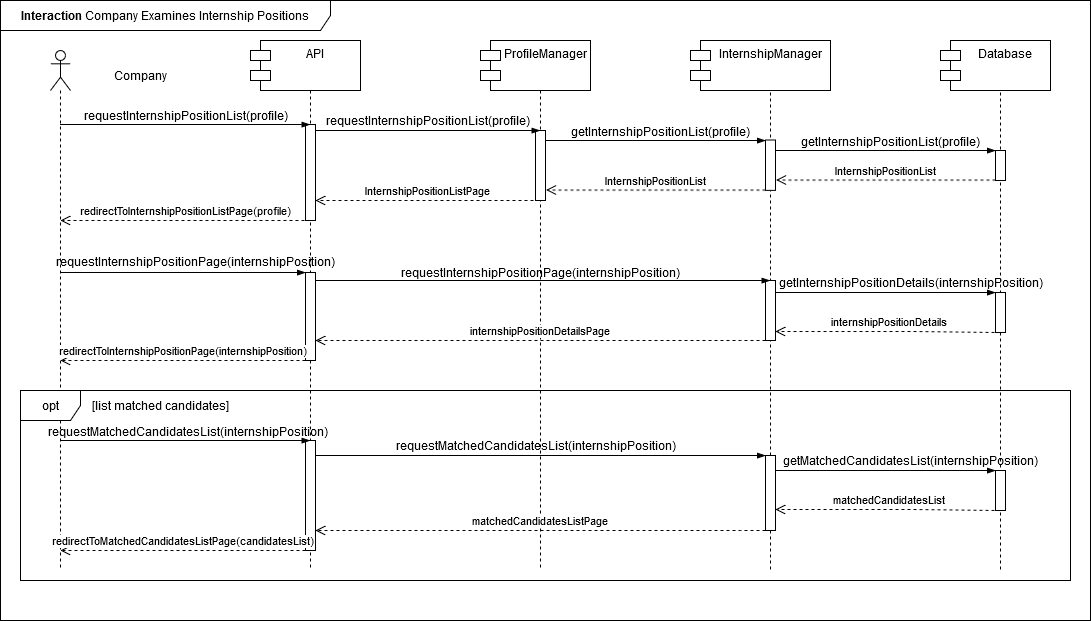 Interaction Company Examines Internship Positions
API
ProfileManager
InternshipManager
Database
Company
requestInternshipPositionList(profile)
requestInternshipPositionList(profile)
getInternshipPositionList(profile)
getInternshipPositionList(profile)
InternshipPositionList
InternshipPositionList
InternshipPositionListPage
redirectToInternshipPositionListPage(profile)
requestInternshipPositionPage(internshipPosition)
requestInternshipPositionPage(internshipPosition)
getInternshipPositionDetails(internshipPosition)
internshipPositionDetails
internshipPositionDetailsPage
redirectToInternshipPositionPage(internshipPosition)
opt [list matched candidates]
requestMatchedCandidatesList(internshipPosition)
requestMatchedCandidatesList(internshipPosition)
getMatchedCandidatesList(internshipPosition)
matchedCandidatesList
matchedCandidatesListPage
redirectToMatchedCandidatesListPage(candidatesList)